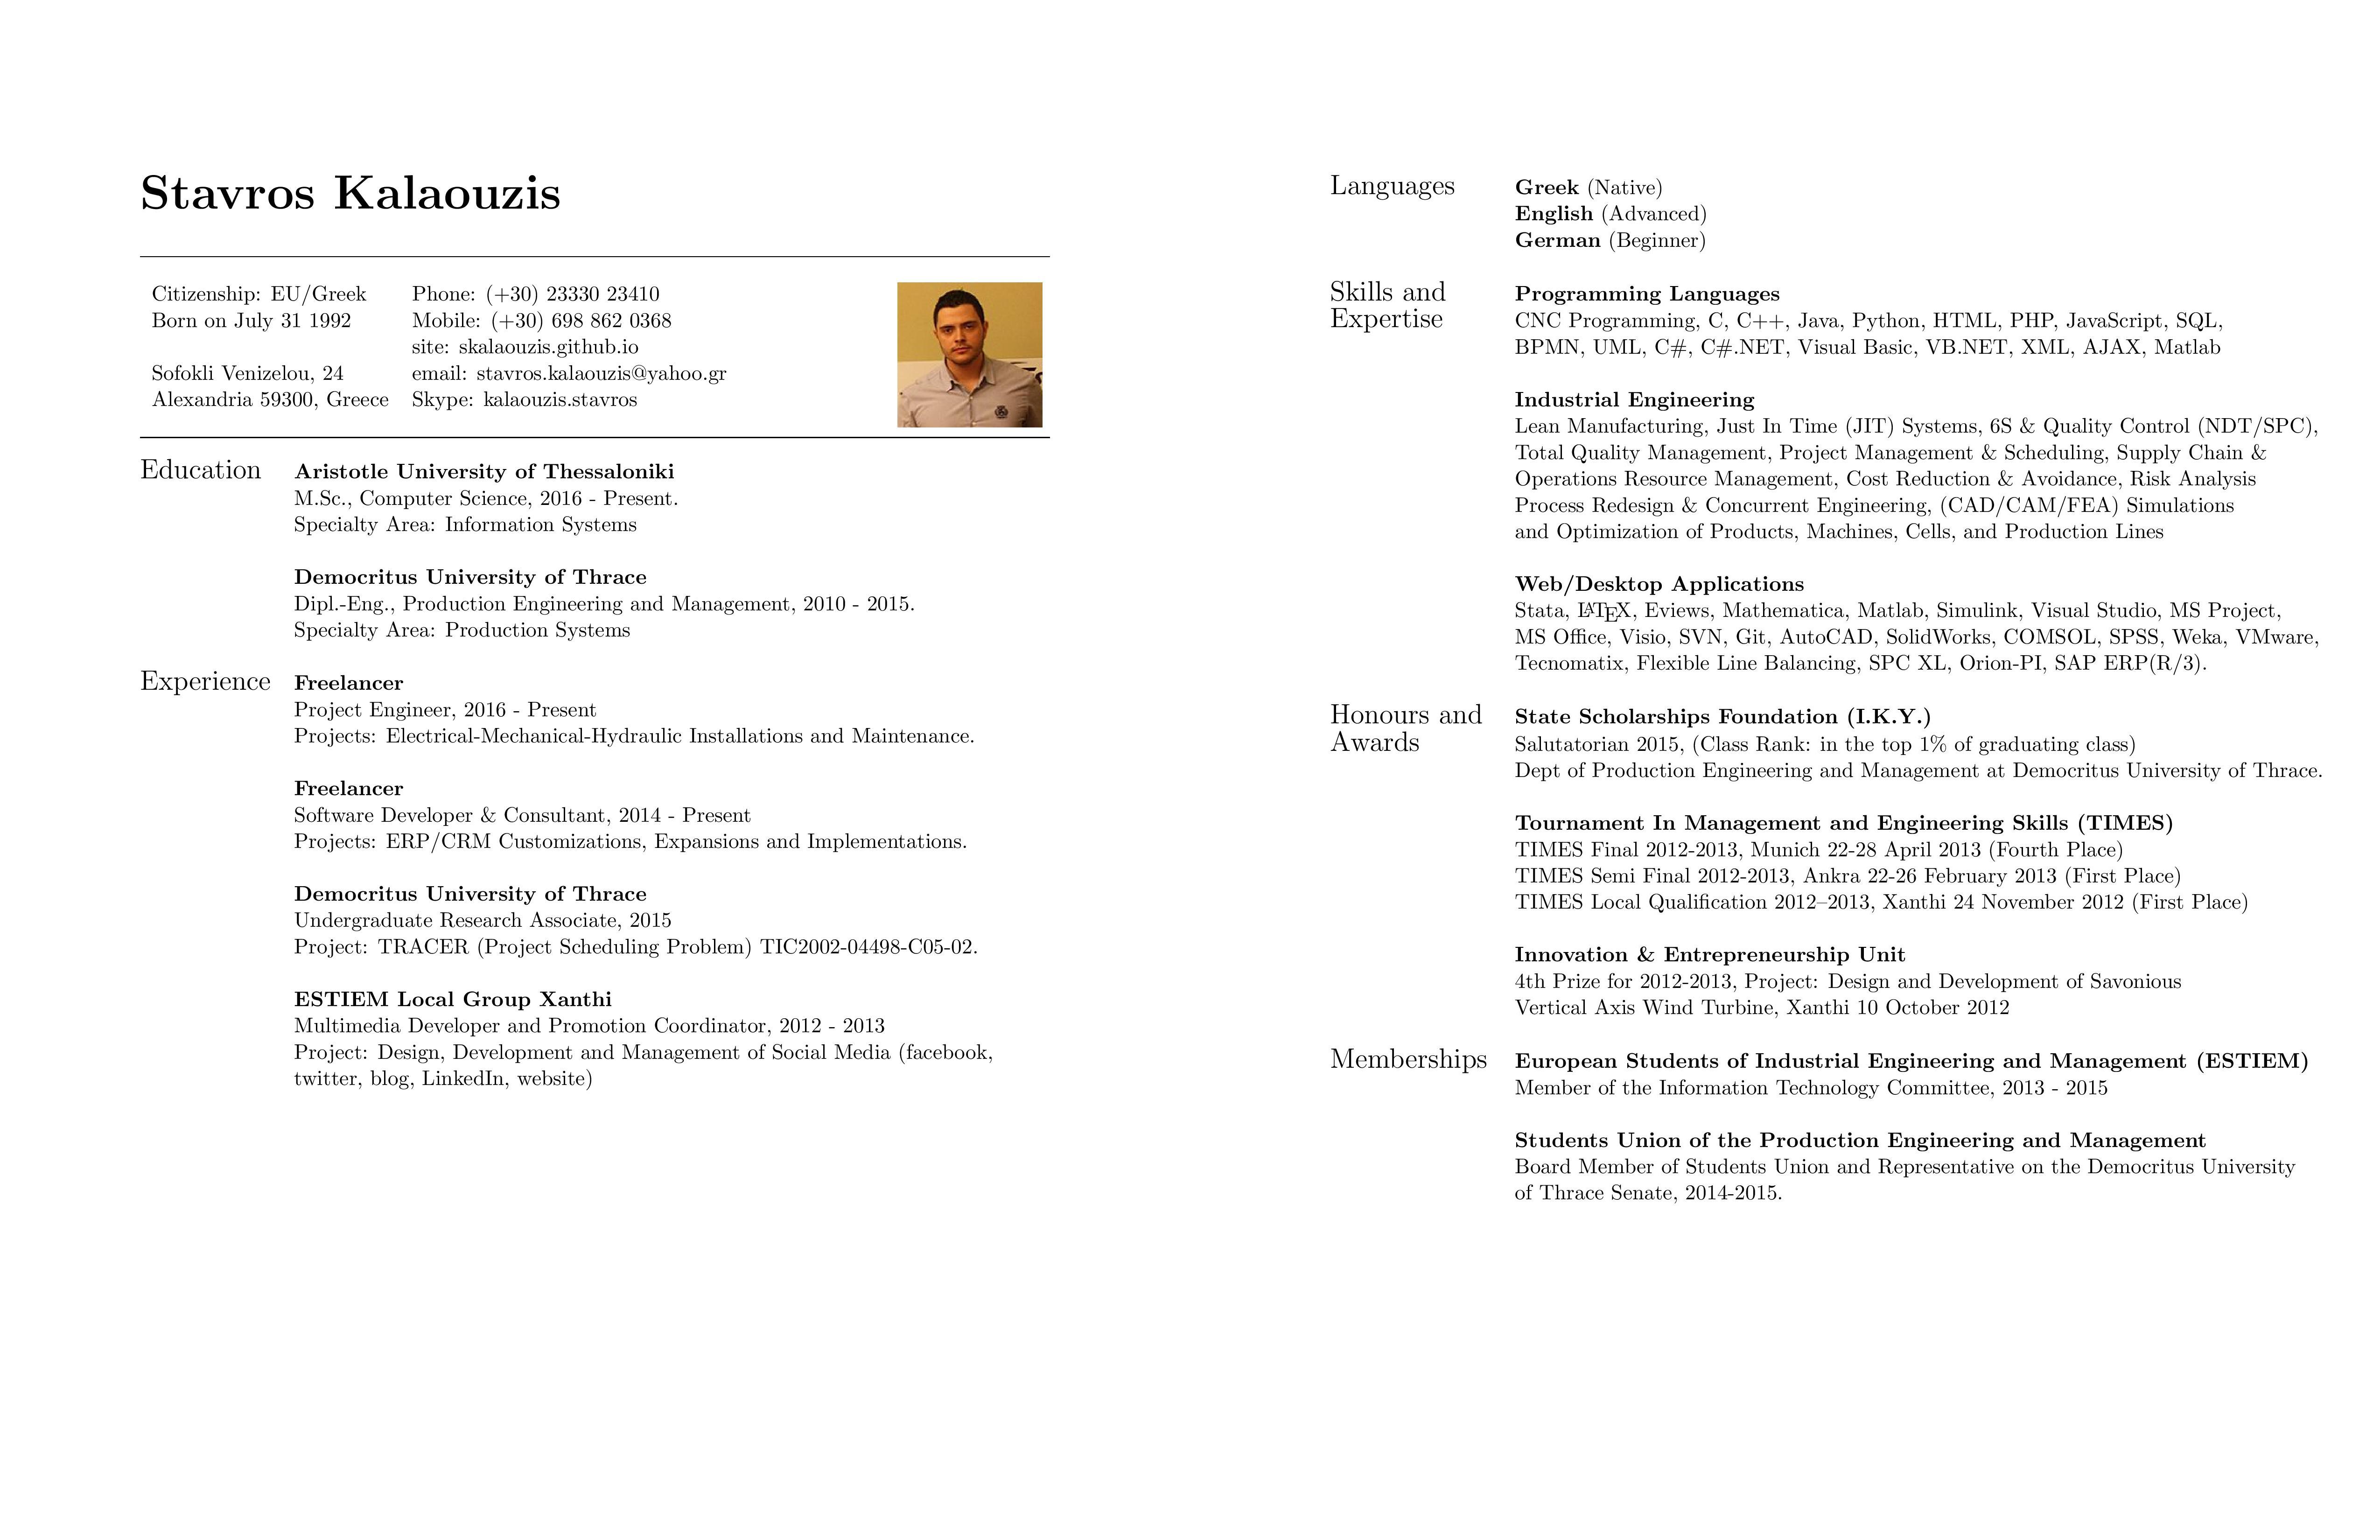 Stavros Kalaouzis
Citizenship: EU/Greek
Born on July 31 1992
Sofokli Venizelou, 24
Alexandria 59300, Greece
Phone: (+30) 23330 23410
Mobile: (+30) 698 862 0368
site: skalaouzis.github.io
email: stavros.kalaouzis@yahoo.gr
Skype: kalaouzis.stavros
Education
Aristotle University of Thessaloniki
M.Sc., Computer Science, 2016 - Present.
Specialty Area: Information Systems
Democritus University of Thrace
Dipl.-Eng., Production Engineering and Management, 2010 - 2015.
Specialty Area: Production Systems
Experience
Freelancer
Project Engineer, 2016 - Present
Projects: Electrical-Mechanical-Hydraulic Installations and Maintenance.
Freelancer
Software Developer & Consultant, 2014 - Present
Projects: ERP/CRM Customizations, Expansions and Implementations.
Democritus University of Thrace
Undergraduate Research Associate, 2015
Project: TRACER (Project Scheduling Problem) TIC2002-04498-C05-02.
ESTIEM Local Group Xanthi
Multimedia Developer and Promotion Coordinator, 2012 - 2013
Project: Design, Development and Management of Social Media (facebook,
twitter, blog, LinkedIn, website)
Languages
Greek (Native)
English (Advanced)
German (Beginner)
Skills and
Expertise
Programming Languages
CNC Programming, C, C++, Java, Python, HTML, PHP, JavaScript, SQL,
BPMN, UML, C#, C#.NET, Visual Basic, VB.NET, XML, AJAX, Matlab
Industrial Engineering
Lean Manufacturing, Just In Time (JIT) Systems, 6S & Quality Control (NDT/SPC),
Total Quality Management, Project Management & Scheduling, Supply Chain &
Operations Resource Management, Cost Reduction & Avoidance, Risk Analysis
Process Redesign & Concurrent Engineering, (CAD/CAM/FEA) Simulations
and Optimization of Products, Machines, Cells, and Production Lines
Web/Desktop Applications
Stata, LATEX, Eviews, Mathematica, Matlab, Simulink, Visual Studio, MS Project,
MS Office, Visio, SVN, Git, AutoCAD, SolidWorks, COMSOL, SPSS, Weka, VMware,
Tecnomatix, Flexible Line Balancing, SPC XL, Orion-PI, SAP ERP(R/3).
Honours and
Awards
State Scholarships Foundation (I.K.Y.)
Salutatorian 2015, (Class Rank: in the top 1% of graduating class)
Dept of Production Engineering and Management at Democritus University of Thrace.
Tournament In Management and Engineering Skills (TIMES)
TIMES Final 2012-2013, Munich 22-28 April 2013 (Fourth Place)
TIMES Semi Final 2012-2013, Ankra 22-26 February 2013 (First Place)
TIMES Local Qualification 2012–2013, Xanthi 24 November 2012 (First Place)
Innovation & Entrepreneurship Unit
4th Prize for 2012-2013, Project: Design and Development of Savonious
Vertical Axis Wind Turbine, Xanthi 10 October 2012
Memberships
European Students of Industrial Engineering and Management (ESTIEM)
Member of the Information Technology Committee, 2013 - 2015
Students Union of the Production Engineering and Management
Board Member of Students Union and Representative on the Democritus University
of Thrace Senate, 2014-2015.